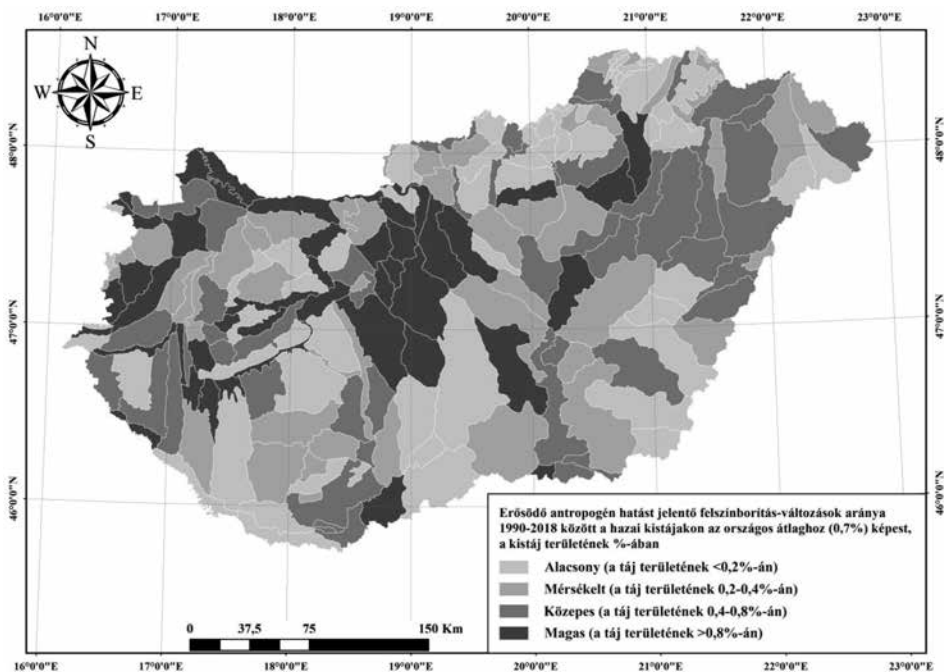 16°0'0"E 17°0'0"E 18°0'0"E 19°0'0"E 20°0'0"E 21°0'0"E 22°0'0"E 23°0'0"E
N
W E
S
48°0'0"N 48°0'0"N
47°0'0"N 47°0'0"N
46°0'0"N 46°0'0"N
Erősödő antropogén hatást jelentő felszínborítás-változások aránya
1990-2018 között a hazai kistájakon az országos átlaghoz (0,7%) képest,
a kistáj területének %-ában
Alacsony (a táj területének <0,2%-án)
Mérsékelt (a táj területének 0,2-0,4%-án)
Közepes (a táj területének 0,4-0,8%-án)
Magas (a táj területének >0,8%-án)
0 37,5 75 150 Km
16°0'0"E 17°0'0"E 18°0'0"E 19°0'0"E 20°0'0"E 21°0'0"E 22°0'0"E 23°0'0"E